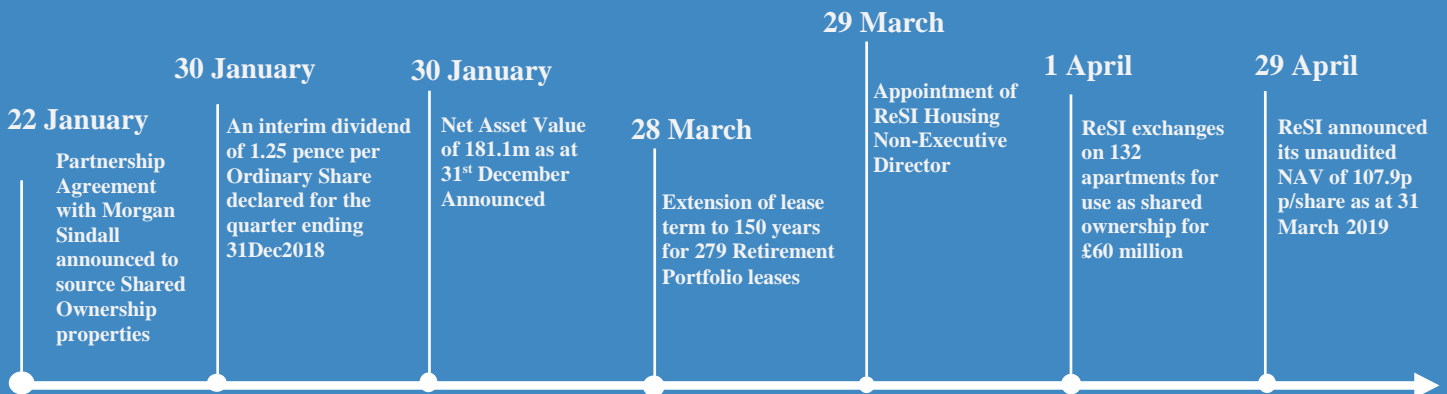 22 January
Partnership
Agreement
with Morgan
Sindall
announced to
source Shared
Ownership
properties
30 January
An interim dividend
of 1.25 pence per
Ordinary Share
declared for the
quarter ending
31Dec2018
30 January
Net Asset Value
of 181.1m as at
31st December
Announced
28 March
Extension of lease
term to 150 years
for 279 Retirement
Portfolio leases
29 March
Appointment of
ReSI Housing
Non-Executive
Director
1 April
ReSI exchanges
on 132
apartments for
use as shared
ownership for
£60 million
29 April
ReSI announced
its unaudited
NAV of 107.9p
p/share as at 31
March 2019